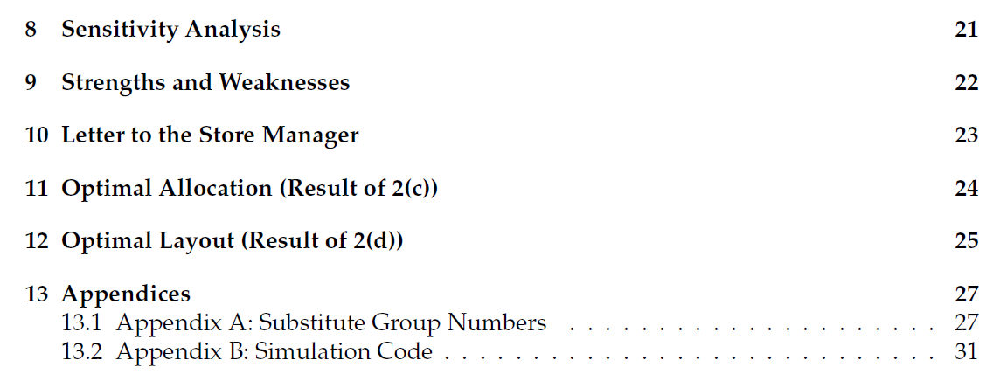 8 Sensitivity Analysis 21
9 Strengths and Weaknesses 22
10 Letter to the Store Manager 23
11 Optimal Allocation (Result of 2(c)) 24
12 Optimal Layout (Result of 2(d)) 25
13 Appendices 27
13.1 Appendix A: Substitute Group Numbers . . . . . . . . . . . . . . . . . . . . . 27
13.2 Appendix B: Simulation Code . . . . . . . . . . . . . . . . . . . . . . . . . . . . 31